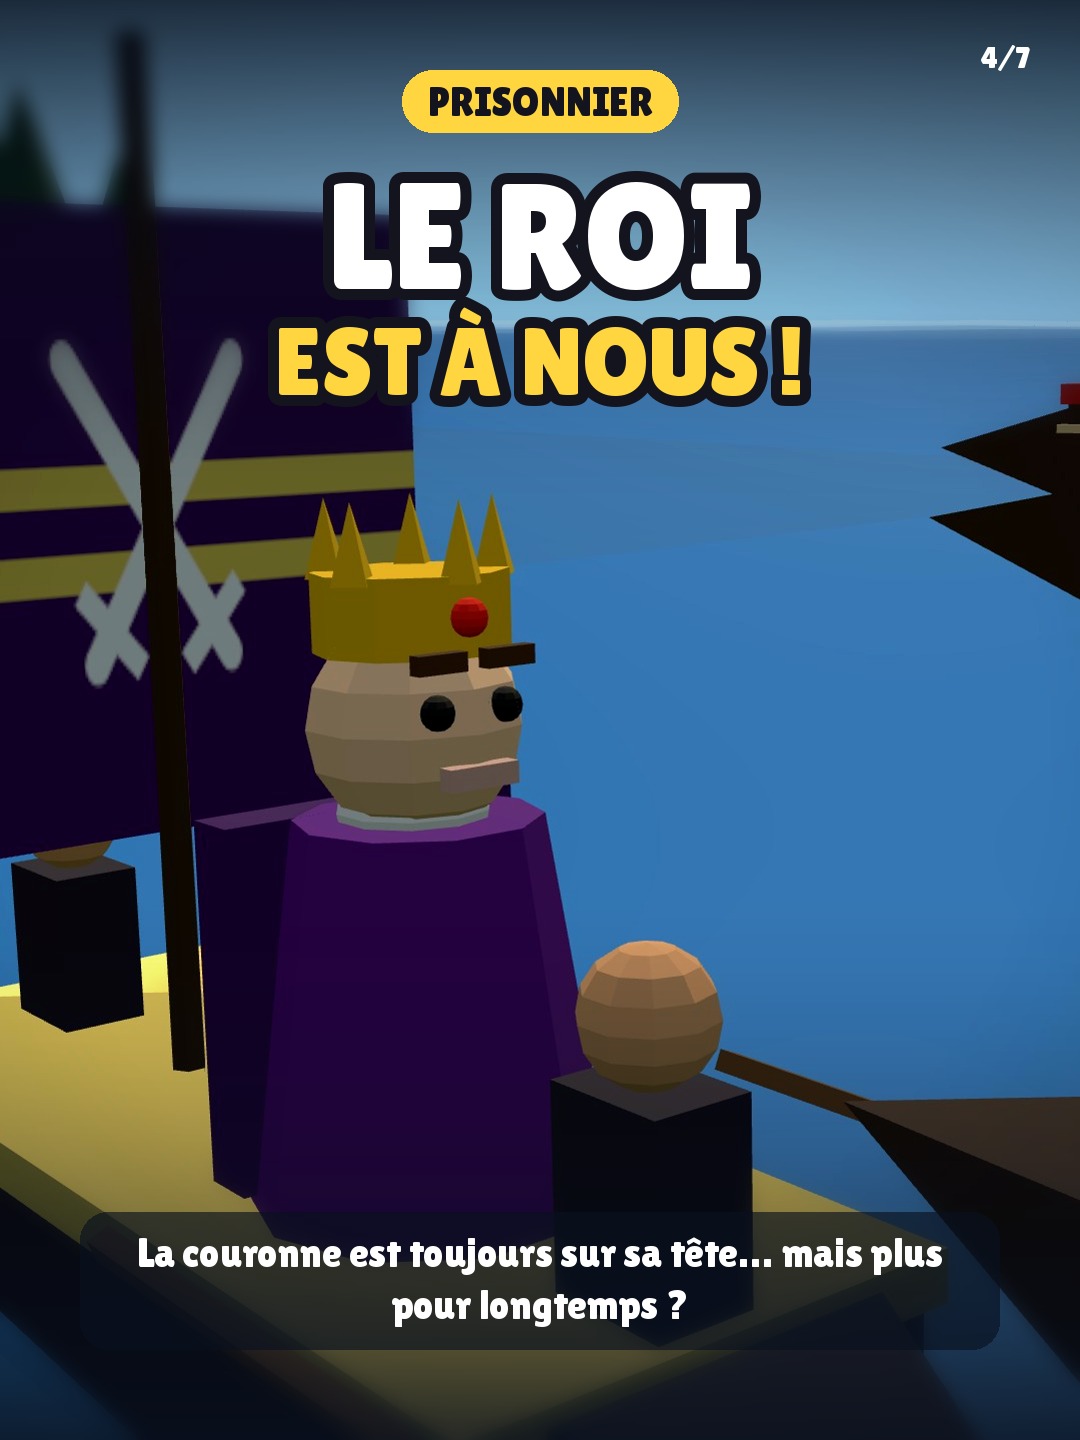 4/7
PRISONNIER
LE ROI
EST À NOUS !
La couronne est toujours sur sa tête... mais plus
pour longtemps ?